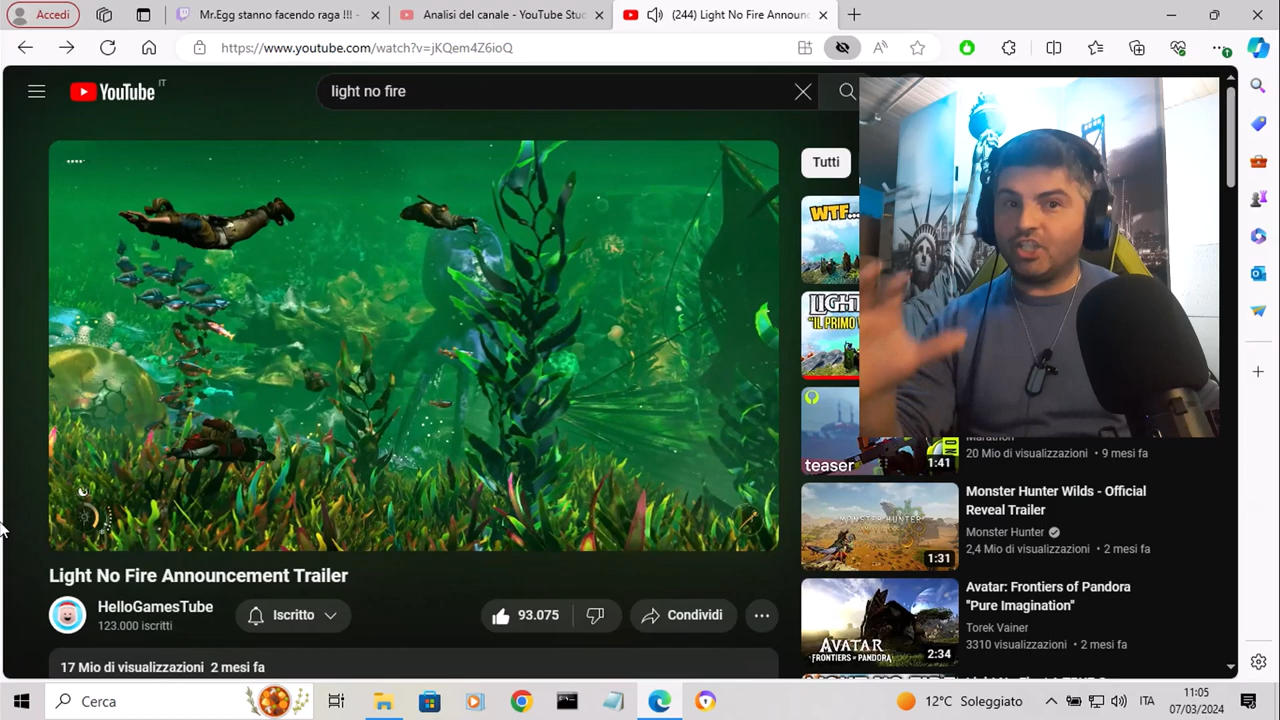 Accedi
Mr.Egg stanno facendo raga !!! -
Analisi del canale - YouTube Stud
(244) Light No Fire Announc
https://www.youtube.com/watch?v=jKQem4Z6ioQ
YouTube IT
light no fire
Tutti
WTF...
LIGHT
"IL PRIMO
teaser
1:41
Marathon
20 Mio di visualizzazioni • 9 mesi fa
MONSTER HUNTER
1:31
Monster Hunter Wilds - Official
Reveal Trailer
Monster Hunter
2,4 Mio di visualizzazioni • 2 mesi fa
AVATAR
FRONTIERS OF PANDORA
2:34
Avatar: Frontiers of Pandora
"Pure Imagination"
Torek Vainer
3310 visualizzazioni • 2 mesi fa
Light No Fire Announcement Trailer
HelloGamesTube
123.000 iscritti
Iscritto
93.075
Condividi
17 Mio di visualizzazioni 2 mesi fa
Cerca
12°C Soleggiato
ITA
11:05
07/03/2024